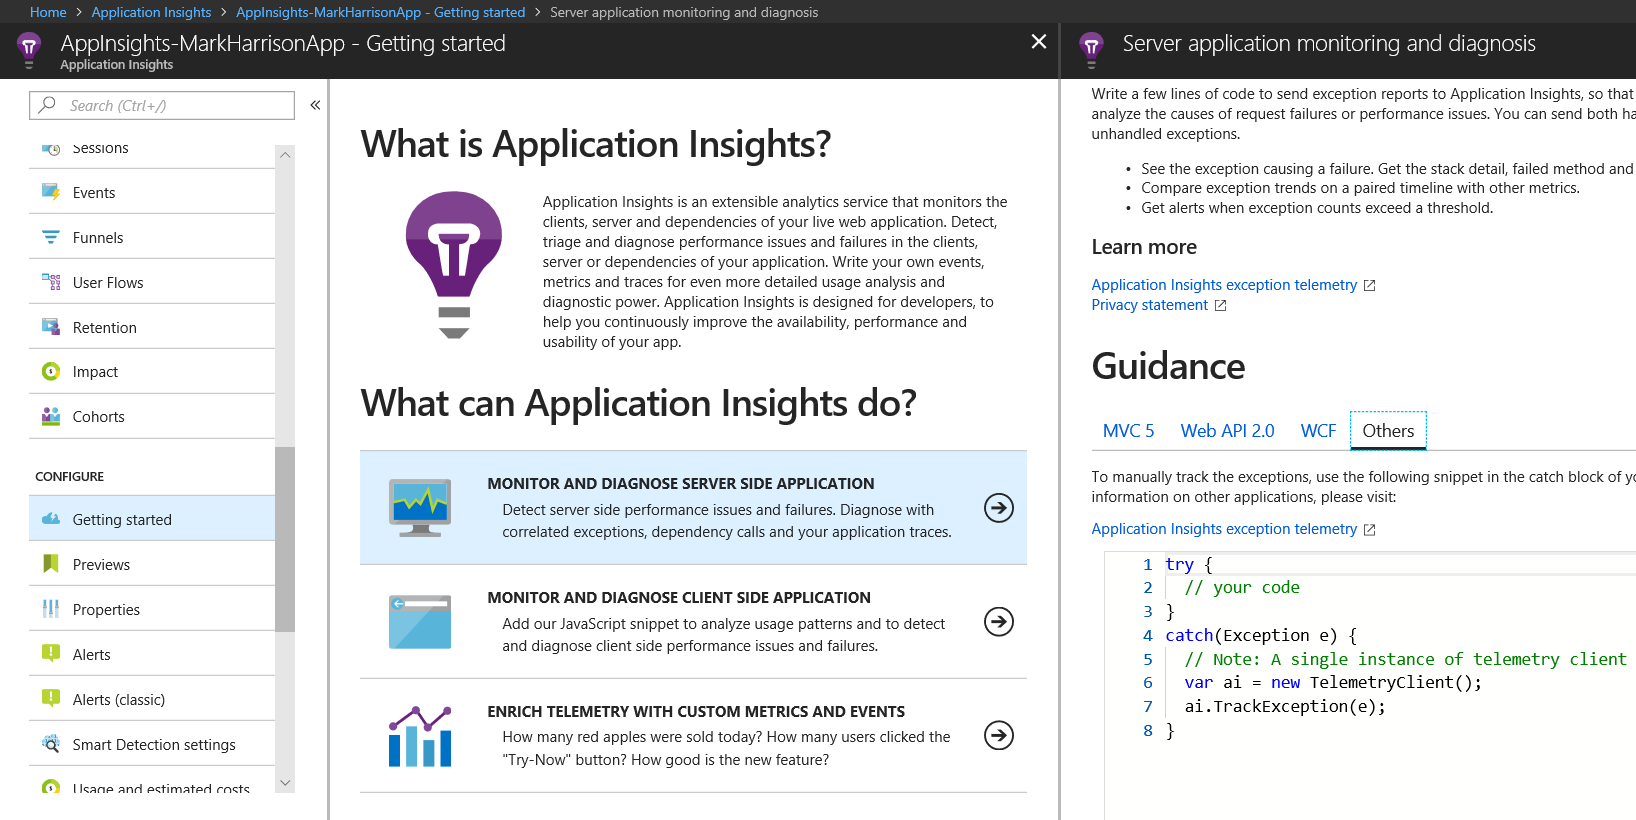 Home > Application Insights > AppInsights-MarkHarrisonApp - Getting started > Server application monitoring and diagnosis
AppInsights-MarkHarrisonApp - Getting started
Application Insights
Search (Ctrl+/)
Sessions
Events
Funnels
User Flows
Retention
Impact
Cohorts
CONFIGURE
Getting started
Previews
Properties
Alerts
Alerts (classic)
Smart Detection settings
Usage and estimated costs
What is Application Insights?
Application Insights is an extensible analytics service that monitors the
clients, server and dependencies of your live web application. Detect,
triage and diagnose performance issues and failures in the clients,
server or dependencies of your application. Write your own events,
metrics and traces for even more detailed usage analysis and
diagnostic power. Application Insights is designed for developers, to
help you continuously improve the availability, performance and
usability of your app.
What can Application Insights do?
MONITOR AND DIAGNOSE SERVER SIDE APPLICATION
Detect server side performance issues and failures. Diagnose with
correlated exceptions, dependency calls and your application traces.
MONITOR AND DIAGNOSE CLIENT SIDE APPLICATION
Add our JavaScript snippet to analyze usage patterns and to detect
and diagnose client side performance issues and failures.
ENRICH TELEMETRY WITH CUSTOM METRICS AND EVENTS
How many red apples were sold today? How many users clicked the
"Try-Now" button? How good is the new feature?
Server application monitoring and diagnosis
Write a few lines of code to send exception reports to Application Insights, so that
analyze the causes of request failures or performance issues. You can send both ha
unhandled exceptions.
• See the exception causing a failure. Get the stack detail, failed method and
• Compare exception trends on a paired timeline with other metrics.
• Get alerts when exception counts exceed a threshold.
Learn more
Application Insights exception telemetry
Privacy statement
Guidance
MVC 5 Web API 2.0 WCF Others
To manually track the exceptions, use the following snippet in the catch block of yo
information on other applications, please visit:
Application Insights exception telemetry
1 try {
2 // your code
3 }
4 catch(Exception e) {
5 // Note: A single instance of telemetry client
6 var ai = new TelemetryClient();
7 ai.TrackException(e);
8 }